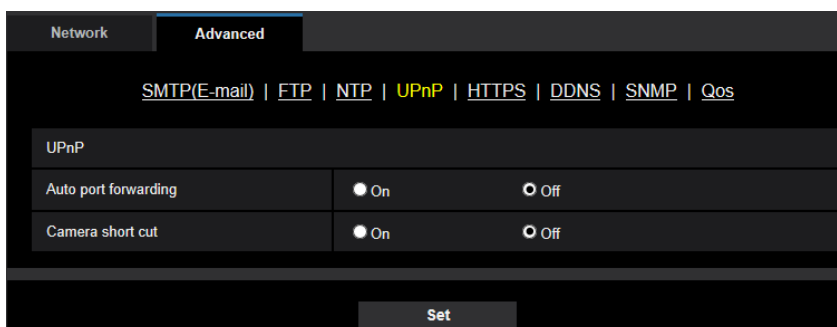 Network Advanced
SMTP(E-mail) | FTP | NTP | UPnP | HTTPS | DDNS | SNMP | Qos
UPnP
Auto port forwarding On Off
Camera short cut On Off
Set